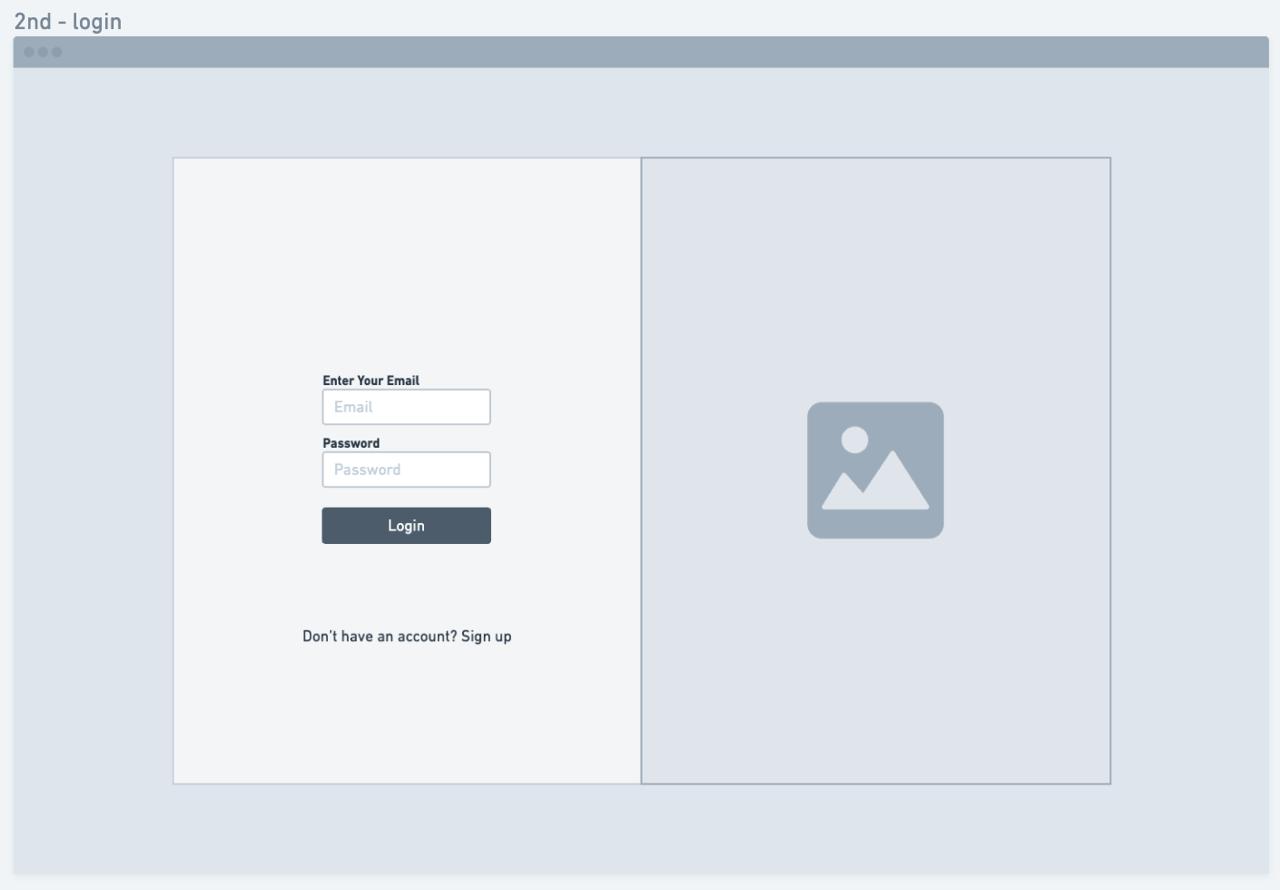 2nd - login
Enter Your Email
Email
Password
Password
Login
Don't have an account? Sign up